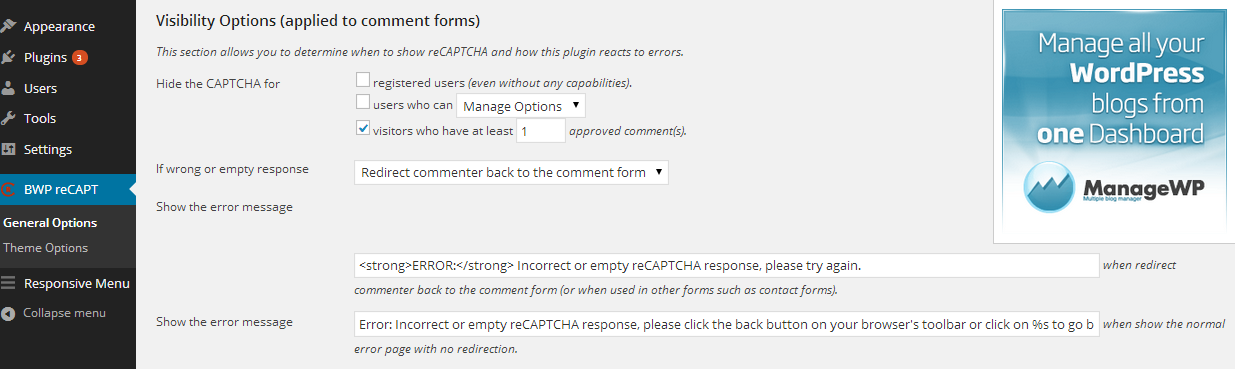 Appearance
Plugins 3
Users
Tools
Settings
BWP reCAPT
General Options
Theme Options
Responsive Menu
Collapse menu
Visibility Options (applied to comment forms)
This section allows you to determine when to show reCAPTCHA and how this plugin reacts to errors.
Hide the CAPTCHA for
registered users (even without any capabilities).
users who can Manage Options
visitors who have at least 1 approved comment(s).
If wrong or empty response Redirect commenter back to the comment form
Show the error message
<strong>ERROR:</strong> Incorrect or empty reCAPTCHA response, please try again. when redirect
commenter back to the comment form (or when used in other forms such as contact forms).
Show the error message Error: Incorrect or empty reCAPTCHA response, please click the back button on your browser's toolbar or click on %s to go b when show the normal
error page with no redirection.
Manage all your
WordPress
blogs from
one Dashboard
ManageWP
Multiple blog manager